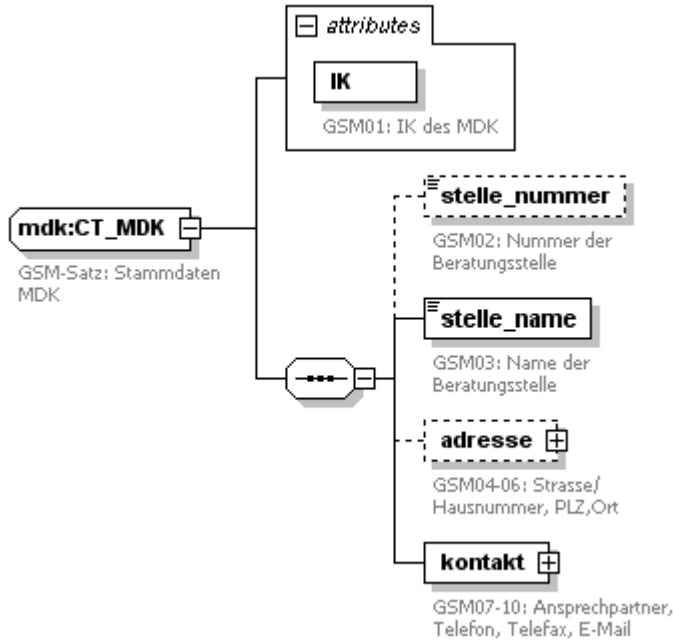 attributes
IK
GSM01: IK des MDK
mdk:CT_MDK
GSM-Satz: Stammdaten
MDK
stelle_nummer
GSM02: Nummer der
Beratungsstelle
stelle_name
GSM03: Name der
Beratungsstelle
adresse
GSM04-06: Strasse/
Hausnummer, PLZ,Ort
kontakt
GSM07-10: Ansprechpartner,
Telefon, Telefax, E-Mail